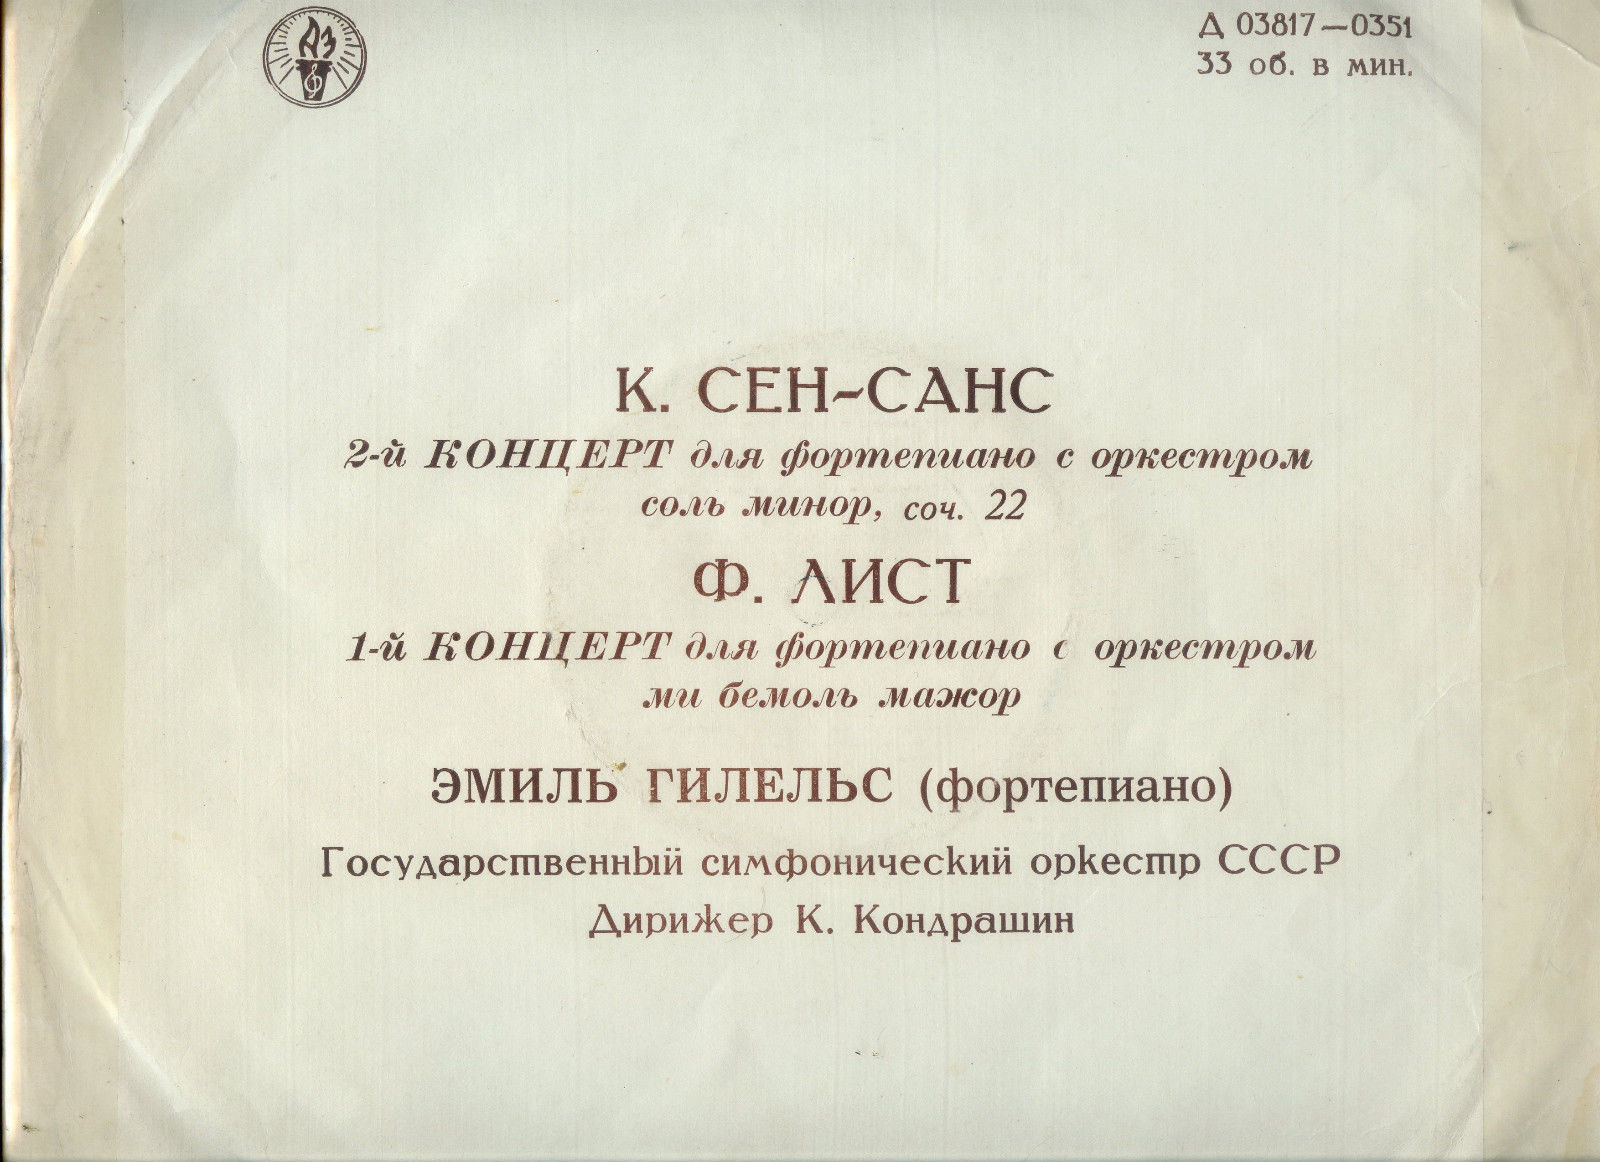 АЗ
Д 03817—0351
33 об. в мин.
К. СЕН-САНС
2-й КОНЦЕРТ для фортепиано с оркестром
соль минор, соч. 22
Ф. ЛИСТ
1-й КОНЦЕРТ для фортепиано с оркестром
ми бемоль мажор
ЭМИЛЬ ГИЛЕЛЬС (фортепиано)
Государственный симфонический оркестр СССР
Дирижер К. Кондрашин